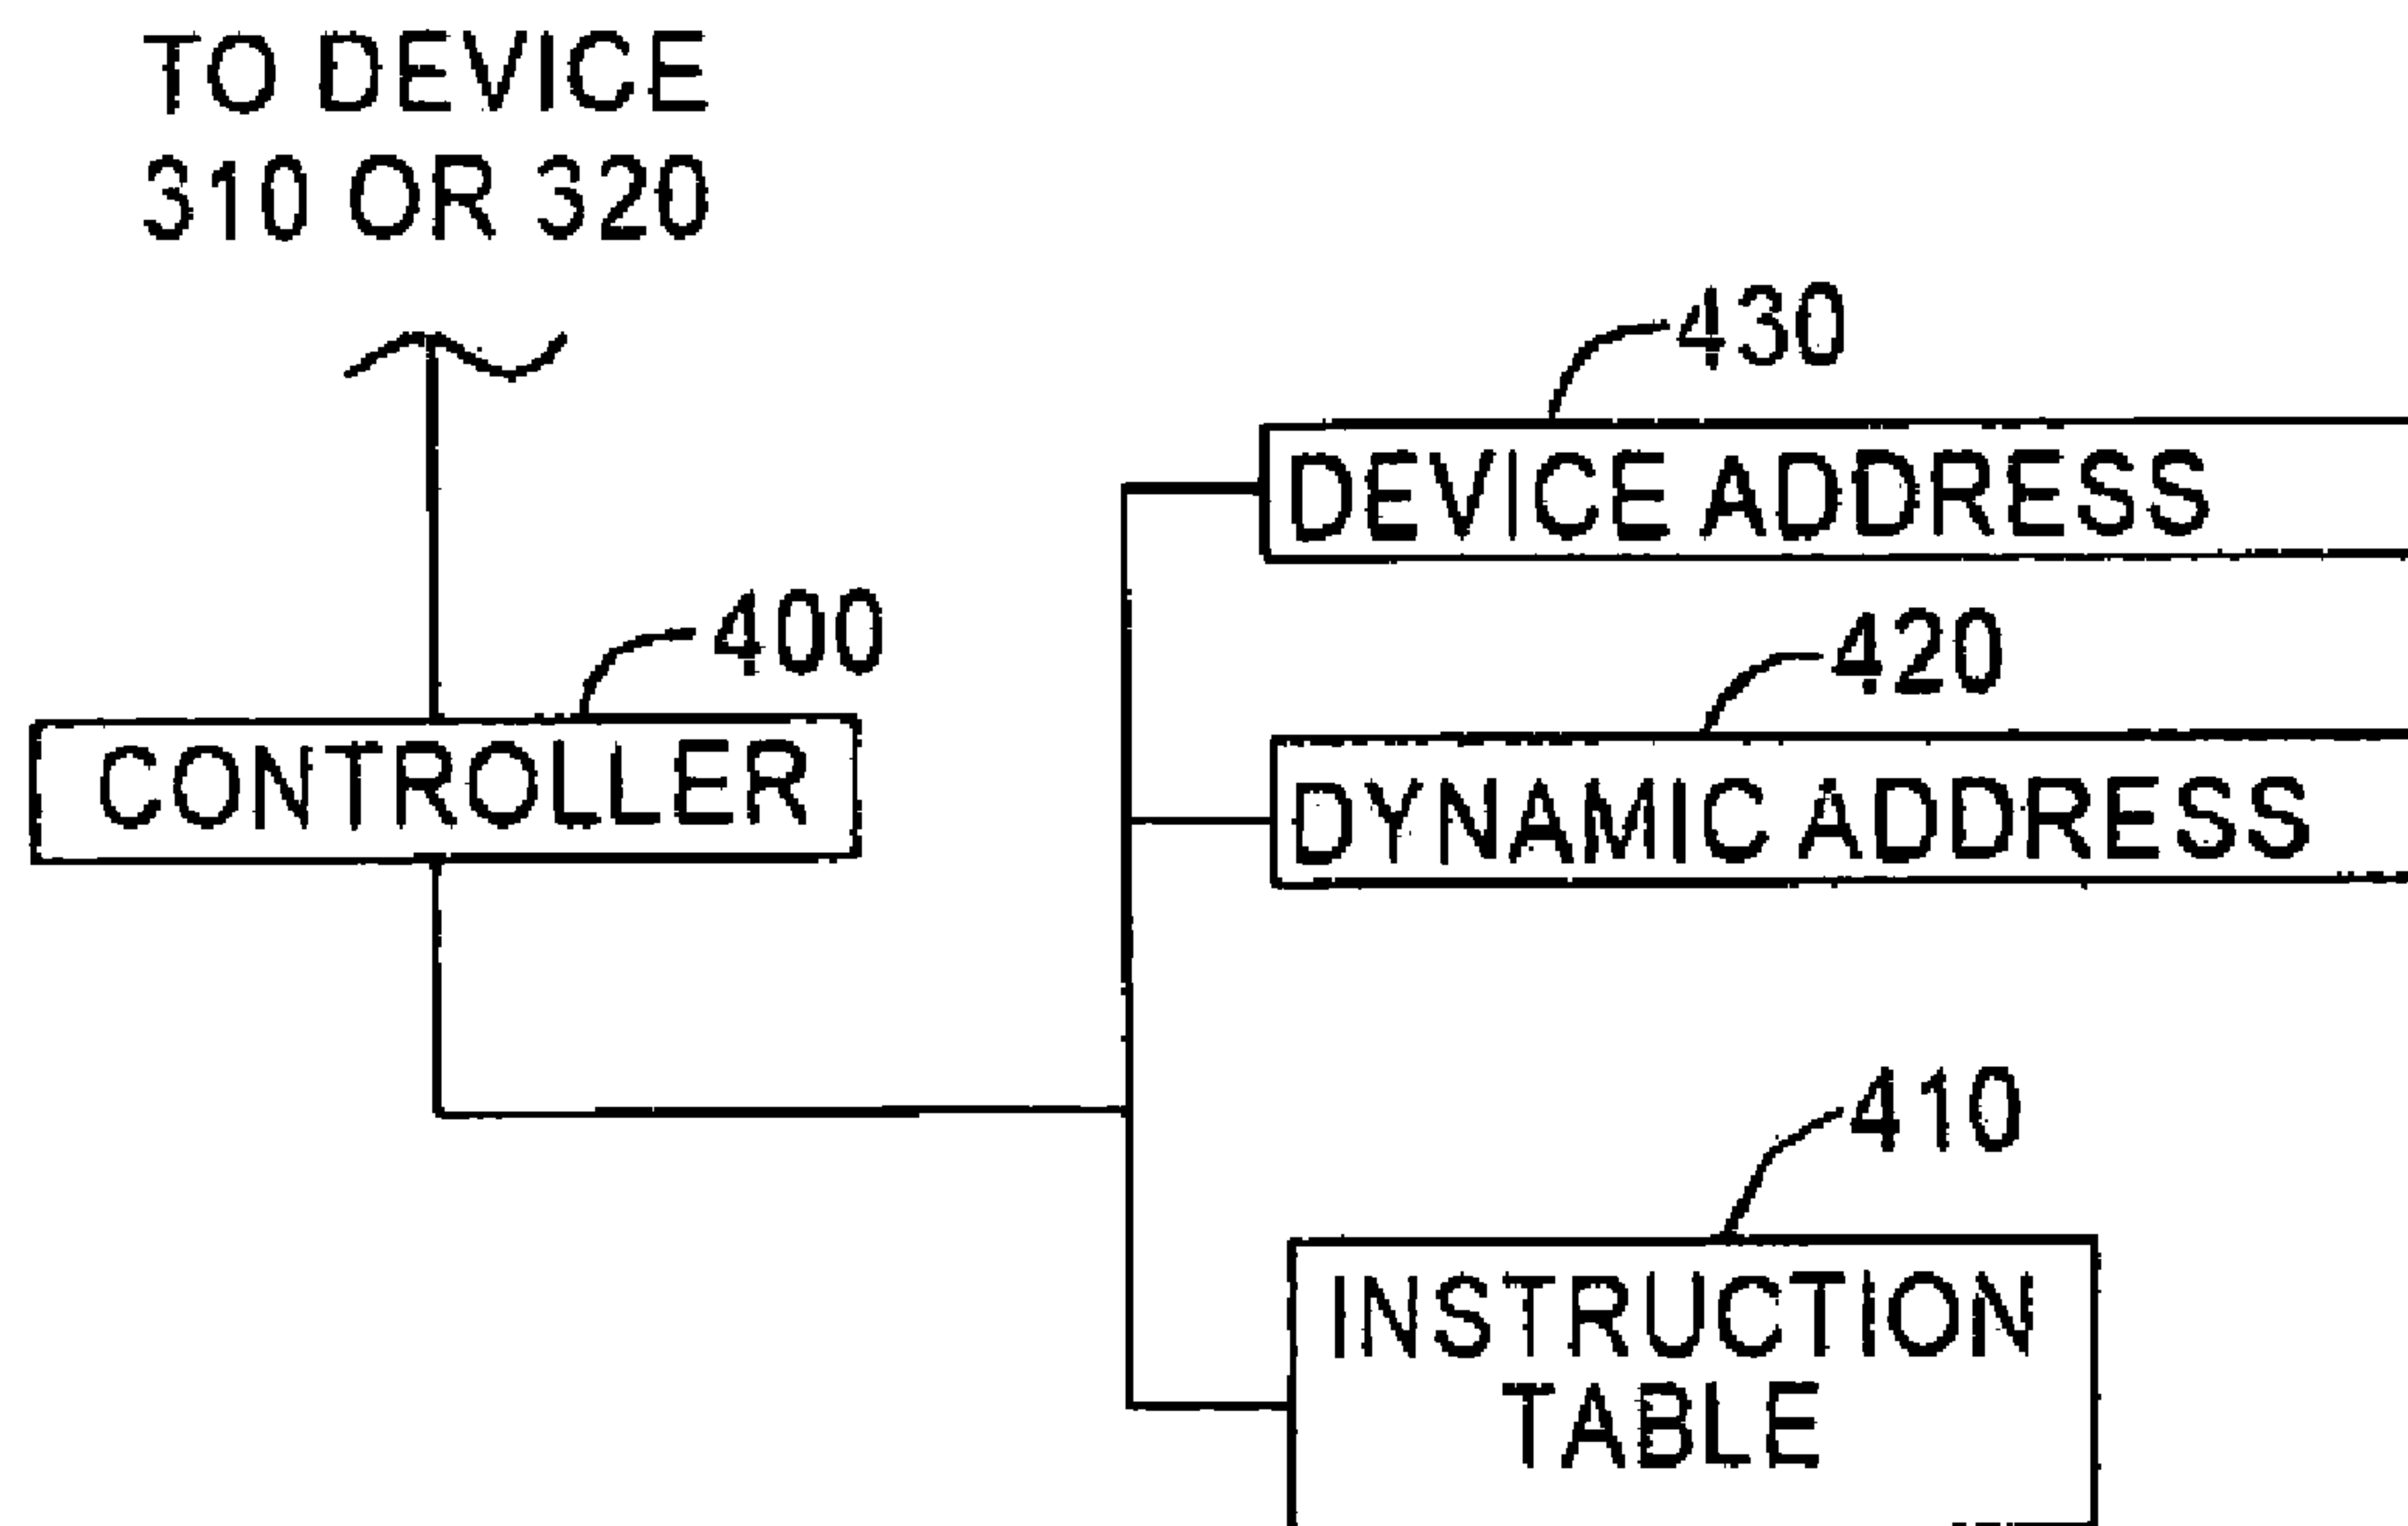 TO DEVICE
310 OR 320
430
DEVICE ADDRESS
400
420
CONTROLLER
DYNAMIC ADDRESS
410
INSTRUCTION
TABLE